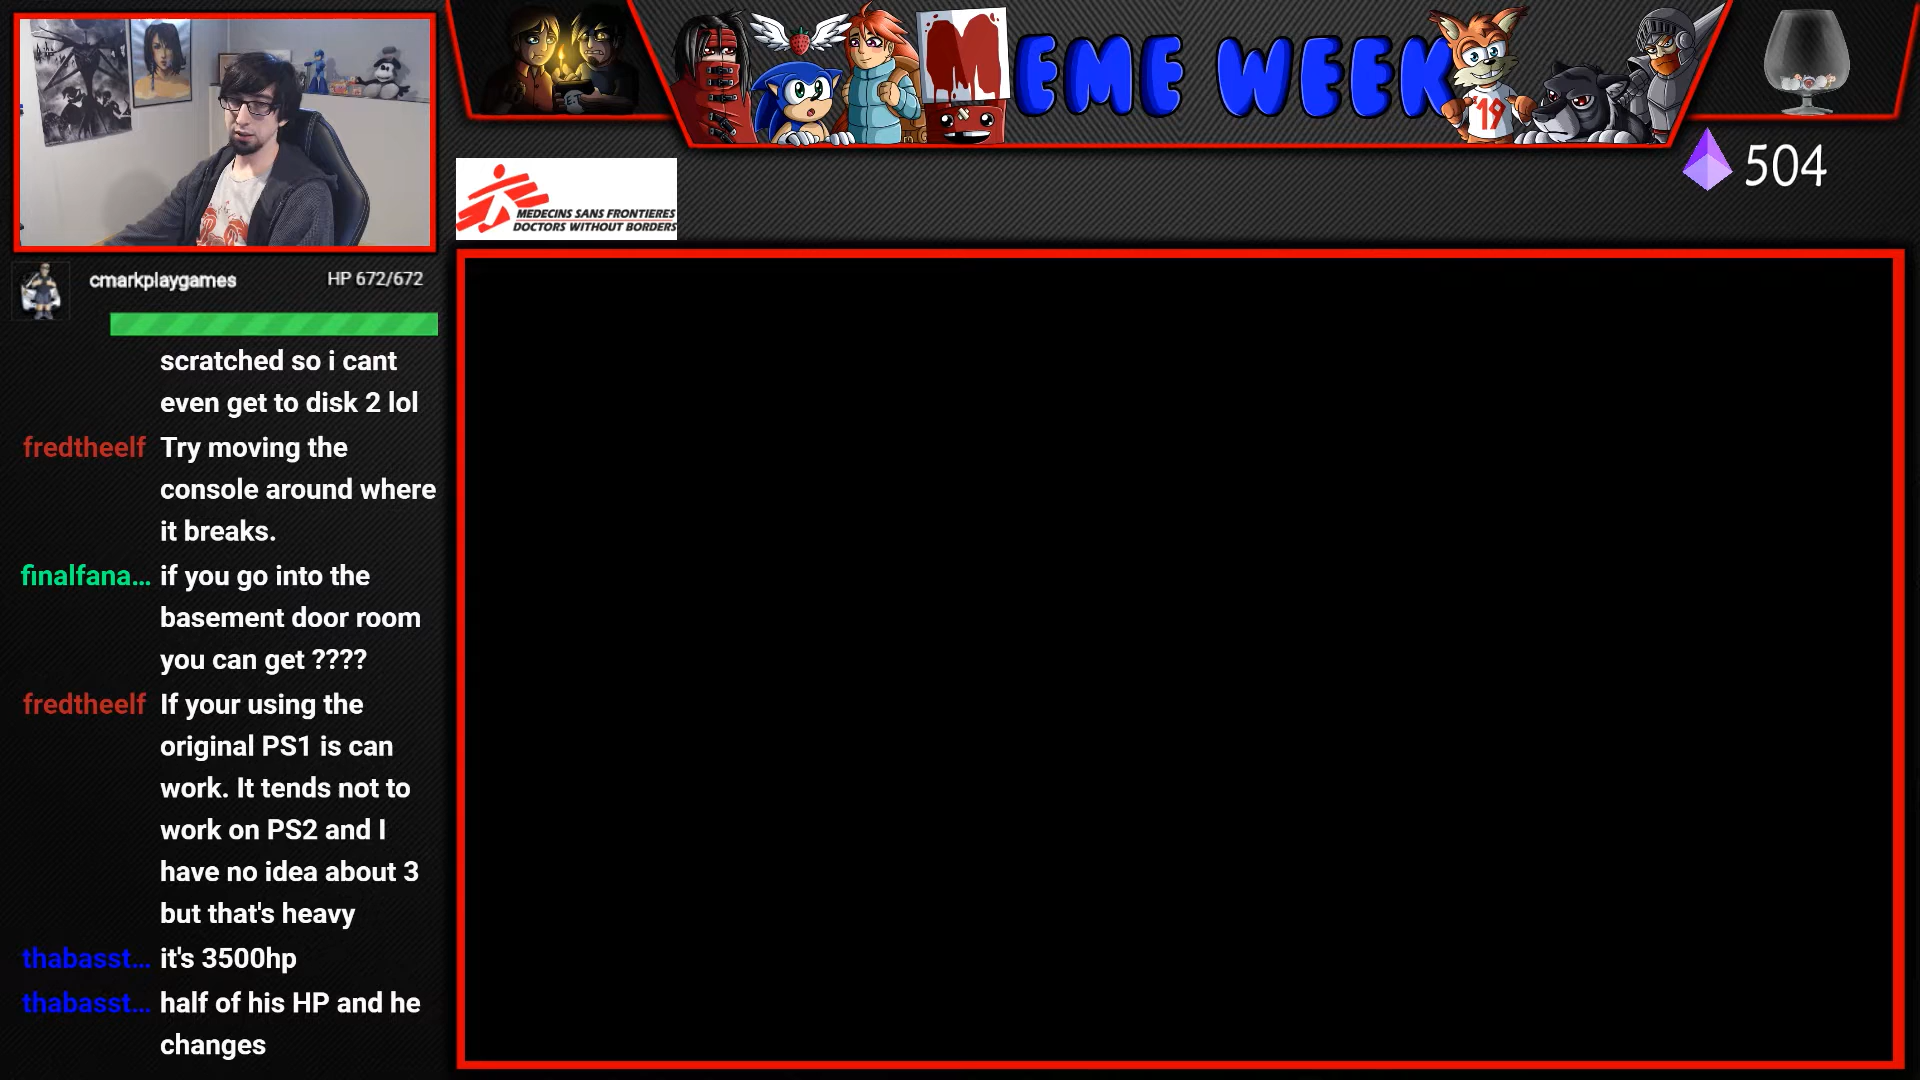 MEME WEEK
19
504
MEDECINS SANS FRONTIERES
DOCTORS WITHOUT BORDERS
cmarkplaygames HP 672/672
scratched so i cant
even get to disk 2 lol
fredtheelf Try moving the
console around where
it breaks.
finalfana... if you go into the
basement door room
you can get ????
fredtheelf If your using the
original PS1 is can
work. It tends not to
work on PS2 and I
have no idea about 3
but that's heavy
thabasst... it's 3500hp
thabasst... half of his HP and he
changes